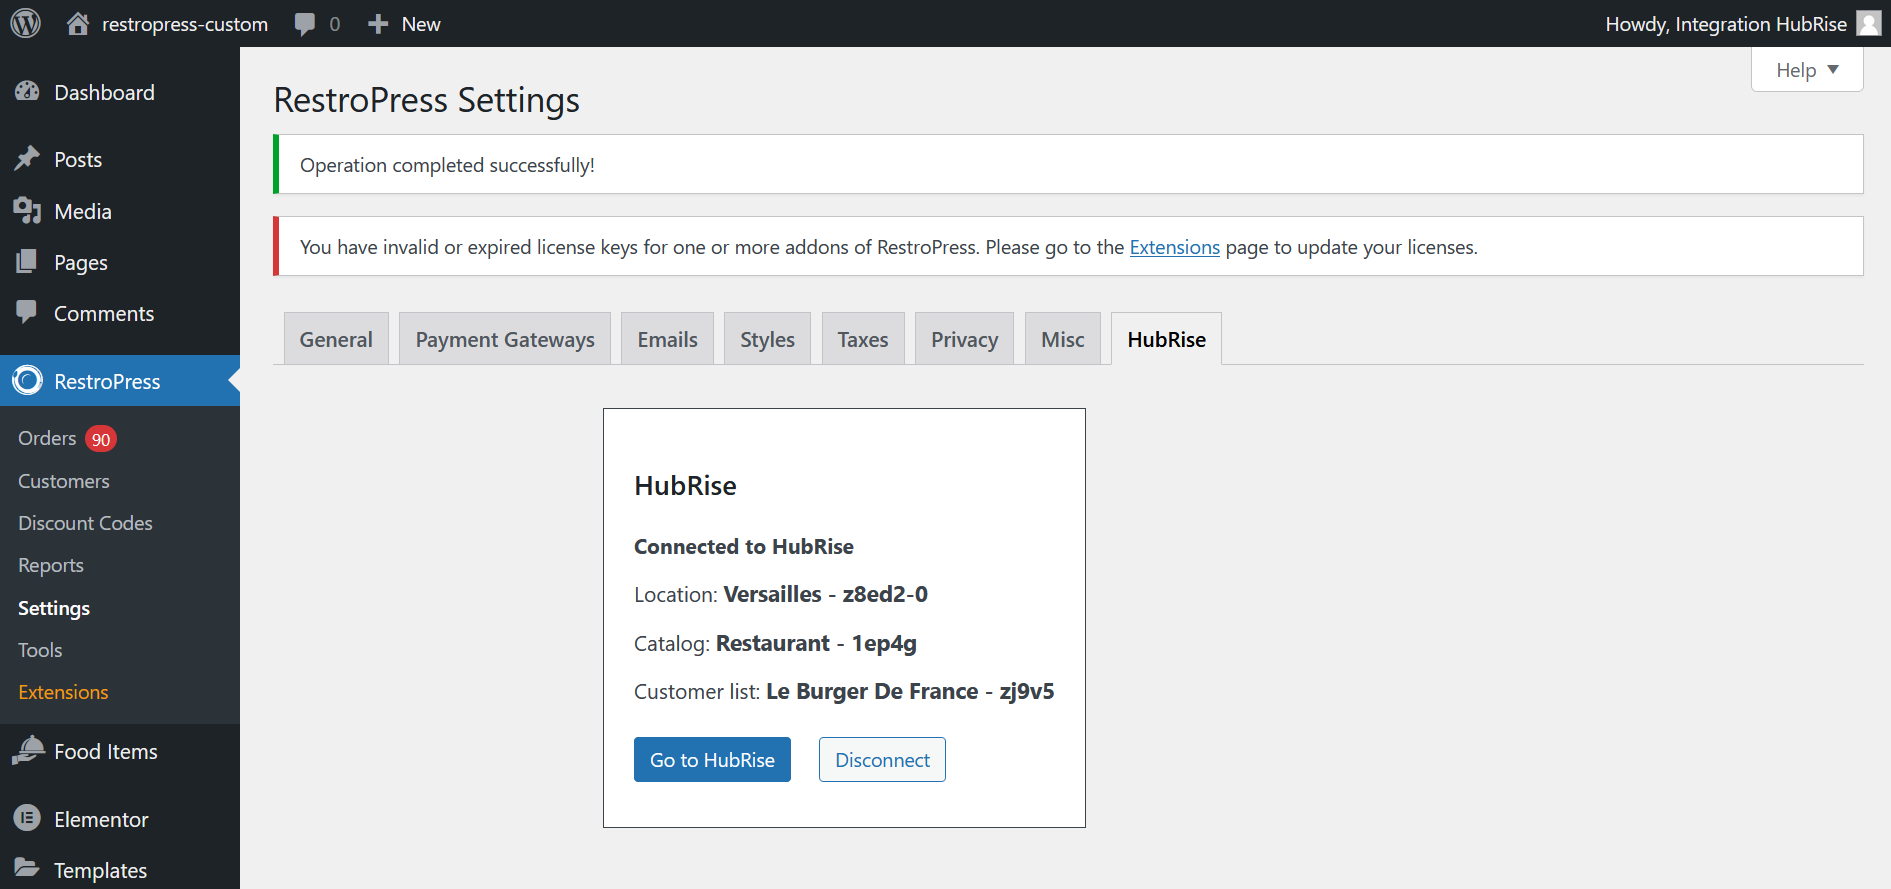 restropress-custom
0
New
Howdy, Integration HubRise
Help
Dashboard
Posts
Media
Pages
Comments
RestroPress
Orders 90
Customers
Discount Codes
Reports
Settings
Tools
Extensions
Food Items
Elementor
Templates
RestroPress Settings
Operation completed successfully!
You have invalid or expired license keys for one or more addons of RestroPress. Please go to the Extensions page to update your licenses.
General
Payment Gateways
Emails
Styles
Taxes
Privacy
Misc
HubRise
HubRise
Connected to HubRise
Location: Versailles - z8ed2-0
Catalog: Restaurant - 1ep4g
Customer list: Le Burger De France - zj9v5
Go to HubRise
Disconnect